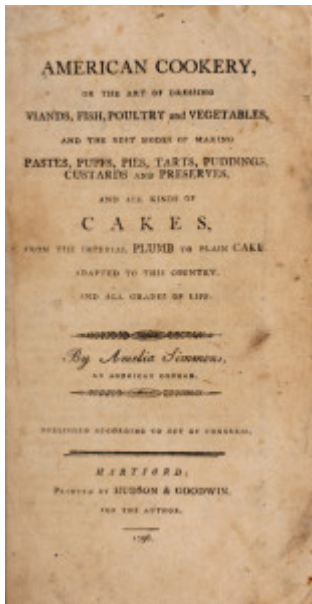 AMERICAN COOKERY,
OR THE ART OF DRESSING
VIANDS, FISH, POULTRY and VEGETABLES,
AND THE BEST MODES OF MAKING
PASTES, PUFFS, PIES, TARTS, PUDDINGS,
CUSTARDS AND PRESERVES,
AND ALL KINDS OF
CAKES,
FROM THE IMPERIAL PLUMB TO PLAIN CAKE.
ADAPTED TO THIS COUNTRY,
AND ALL GRADES OF LIFE.
By Amelia Simmons,
AN AMERICAN ORPHAN.
PUBLISHED ACCORDING TO ACT OF CONGRESS.
HARTFORD;
PRINTED BY HUDSON & GOODWIN.
FOR THE AUTHOR.
1796.